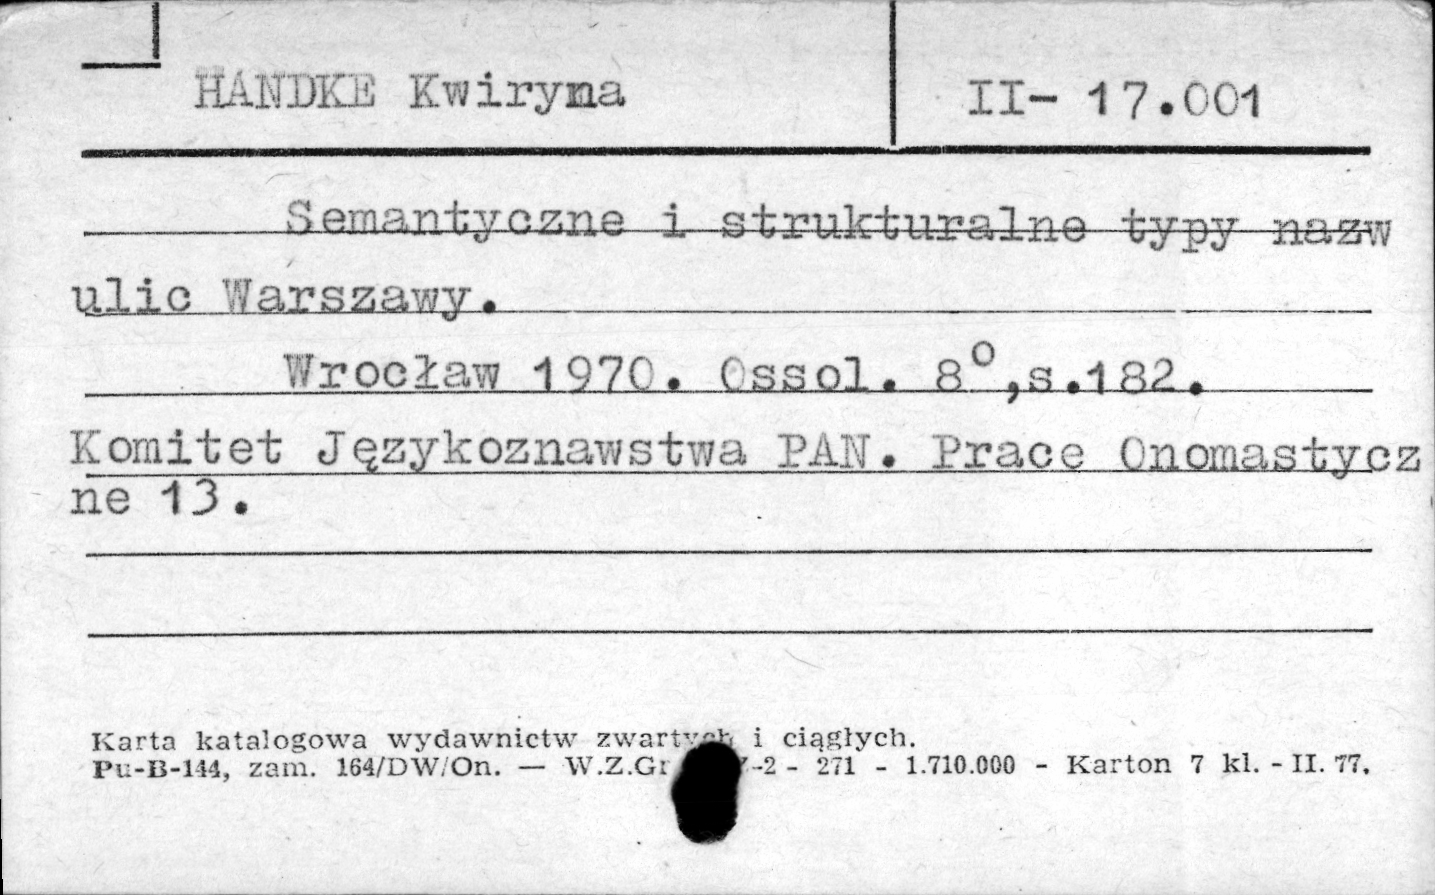 HANDKE Kwiryna
II- 17.001
Semantyczne i strukturalne typy nazw
ulic Warszawy.
Wrocław 1970. Ossol. 8°,s.182.
Komitet Językoznawstwa PAN. Prace Onomastycz
ne 13.
Karta katalogowa wydawnictw zwartych i ciągłych.
Pu-B-144, zam. 164/DW/On. — W.Z.Gr -2 - 271 - 1.710.000 - Karton 7 kl. - II. 77.